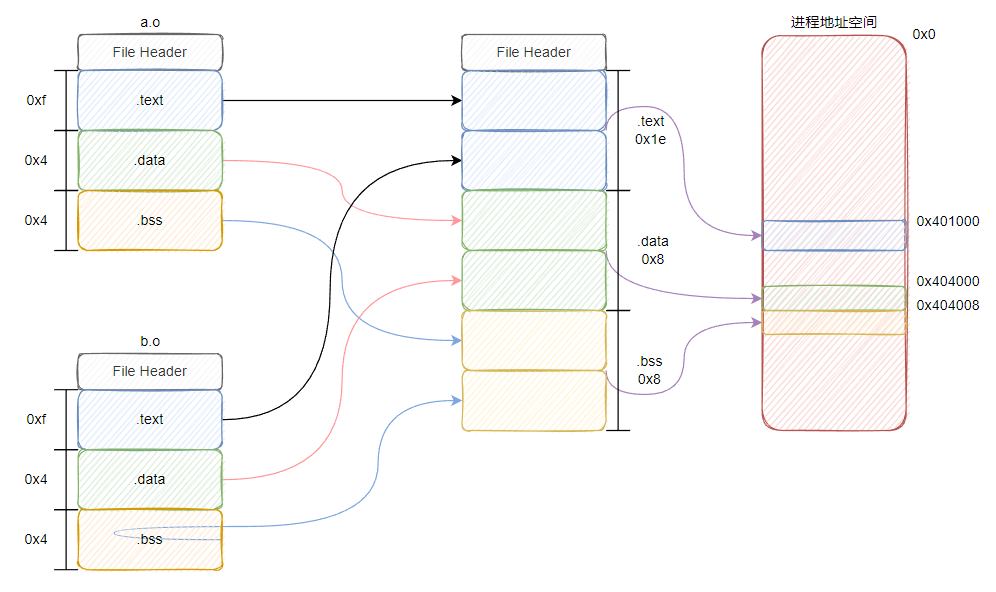 a.o
File Header
0xf
.text
0x4
.data
0x4
.bss
b.o
File Header
0xf
.text
0x4
.data
0x4
.bss
File Header
.text
0x1e
.data
0x8
.bss
0x8
进程地址空间
0x0
0x401000
0x404000
0x404008